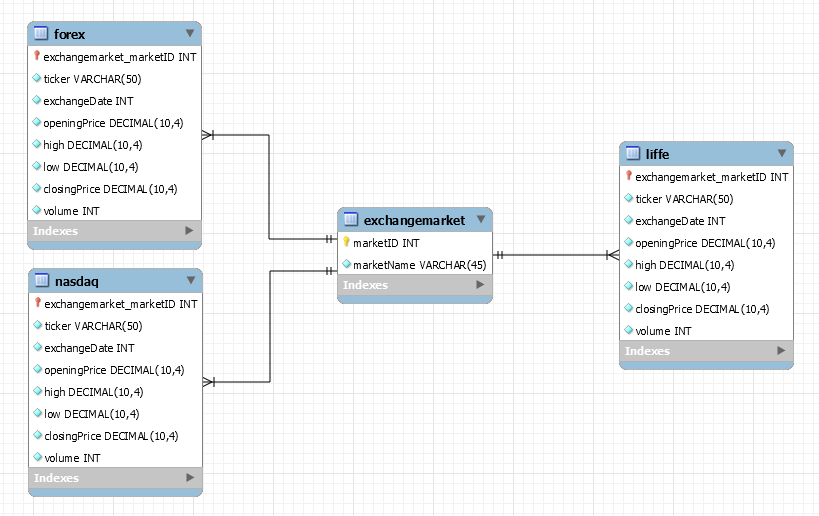 forex
exchangemarket_marketID INT
ticker VARCHAR(50)
exchangeDate INT
openingPrice DECIMAL(10,4)
high DECIMAL(10,4)
low DECIMAL(10,4)
closingPrice DECIMAL(10,4)
volume INT
Indexes
nasdaq
exchangemarket_marketID INT
ticker VARCHAR(50)
exchangeDate INT
openingPrice DECIMAL(10,4)
high DECIMAL(10,4)
low DECIMAL(10,4)
closingPrice DECIMAL(10,4)
volume INT
Indexes
exchangemarket
marketID INT
marketName VARCHAR(45)
Indexes
liffe
exchangemarket_marketID INT
ticker VARCHAR(50)
exchangeDate INT
openingPrice DECIMAL(10,4)
high DECIMAL(10,4)
low DECIMAL(10,4)
closingPrice DECIMAL(10,4)
volume INT
Indexes